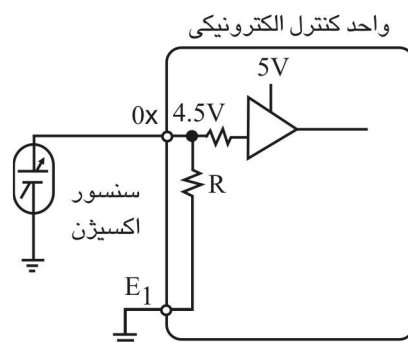 واحد کنترل الکترونیکی
5V
0x 4.5V
سنسور
اکسیژن
R
E1